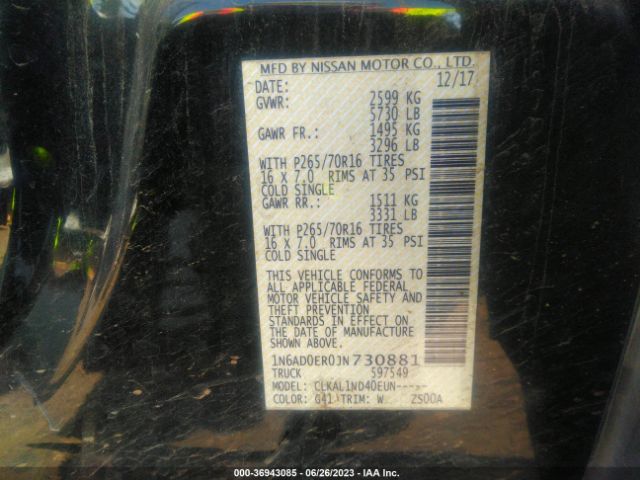 MFD BY NISSAN MOTOR CO., LTD.
DATE: 12/17
GVWR: 2599 KG
5730 LB
GAWR FR.: 1495 KG
3296 LB
WITH P265/70R16 TIRES
16 X 7.0 RIMS AT 35 PSI
COLD SINGLE
GAWR RR.: 1511 KG
3331 LB
WITH P265/70R16 TIRES
16 X 7.0 RIMS AT 35 PSI
COLD SINGLE
THIS VEHICLE CONFORMS TO
ALL APPLICABLE FEDERAL
MOTOR VEHICLE SAFETY AND
THEFT PREVENTION
STANDARDS IN EFFECT ON
THE DATE OF MANUFACTURE
SHOWN ABOVE.
1N6AD0ER0JN730881
TRUCK 597549
MODEL: CLKAL1ND40EUN-----
COLOR: G41 TRIM: W ZS00A
000-36943085 - 06/26/2023 - IAA Inc.